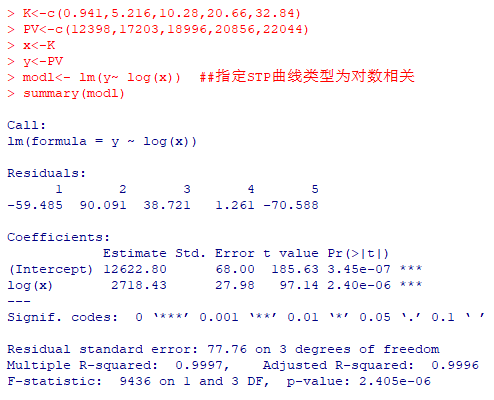 > K<-c(0.941,5.216,10.28,20.66,32.84)
> PV<-c(12398,17203,18996,20856,22044)
> x<-K
> y<-PV
> modl<- lm(y~ log(x))  ##指定STP曲线类型为对数相关
> summary(modl)
Call:
lm(formula = y ~ log(x))
Residuals:
      1       2       3       4       5
-59.485  90.091  38.721   1.261 -70.588
Coefficients:
            Estimate Std. Error t value Pr(>|t|)
(Intercept) 12622.80      68.00  185.63 3.45e-07 ***
log(x)       2718.43      27.98   97.14 2.40e-06 ***
---
Signif. codes:  0 ‘***’ 0.001 ‘**’ 0.01 ‘*’ 0.05 ‘.’ 0.1 ‘ ’
Residual standard error: 77.76 on 3 degrees of freedom
Multiple R-squared:  0.9997,    Adjusted R-squared:  0.9996
F-statistic:  9436 on 1 and 3 DF,  p-value: 2.405e-06